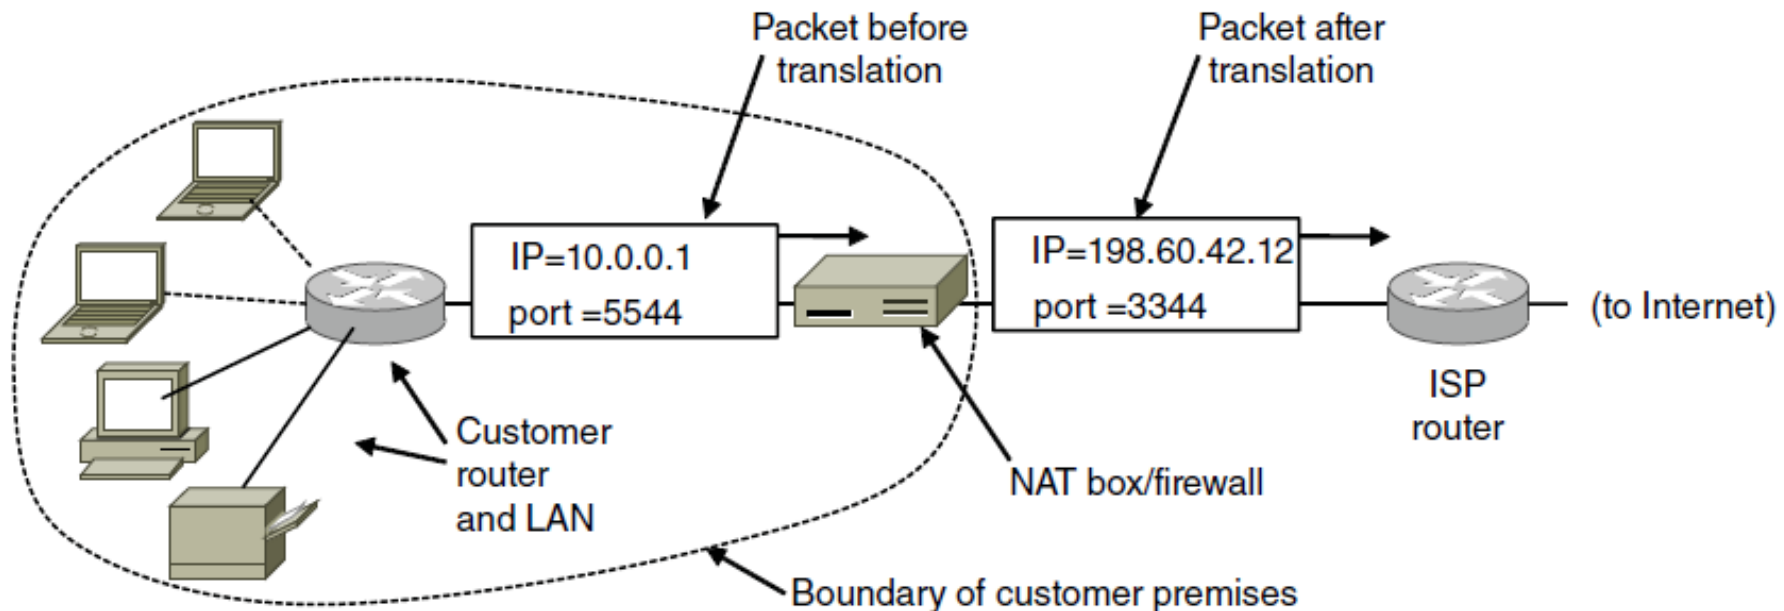 Packet before
translation
Packet after
translation
IP=10.0.0.1
port =5544
IP=198.60.42.12
port =3344
(to Internet)
ISP
router
Customer
router
and LAN
NAT box/firewall
Boundary of customer premises